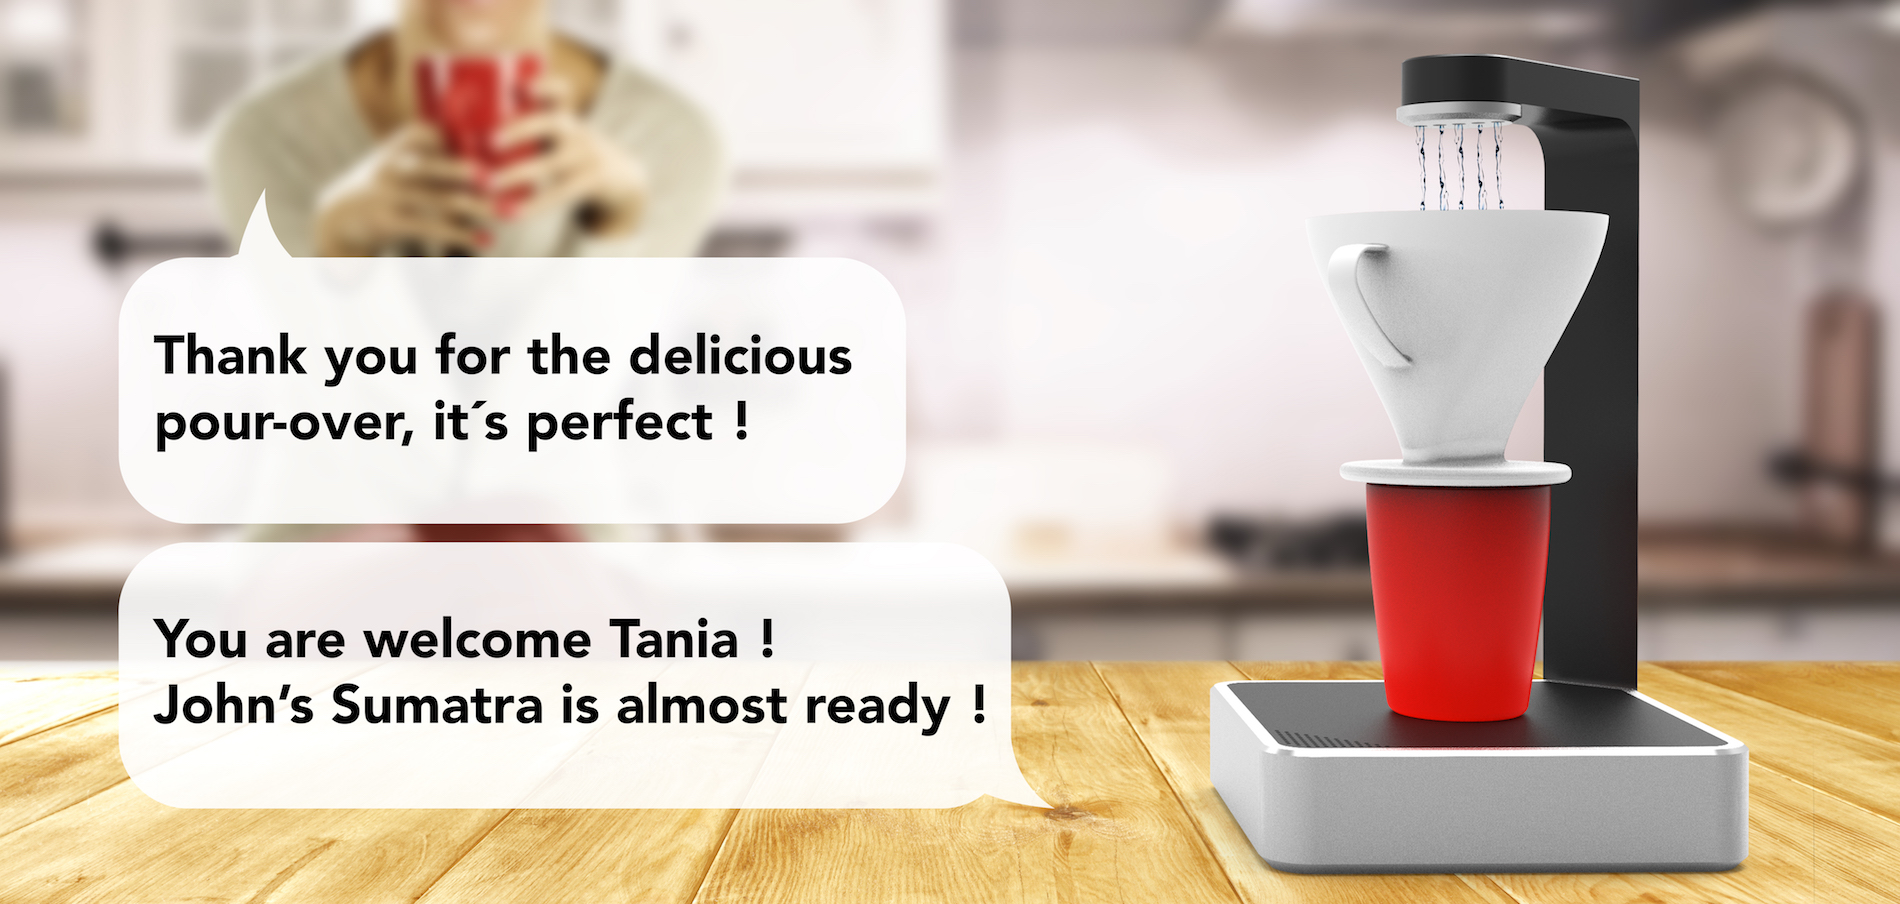 Thank you for the delicious
pour-over, it´s perfect !
You are welcome Tania !
John’s Sumatra is almost ready !